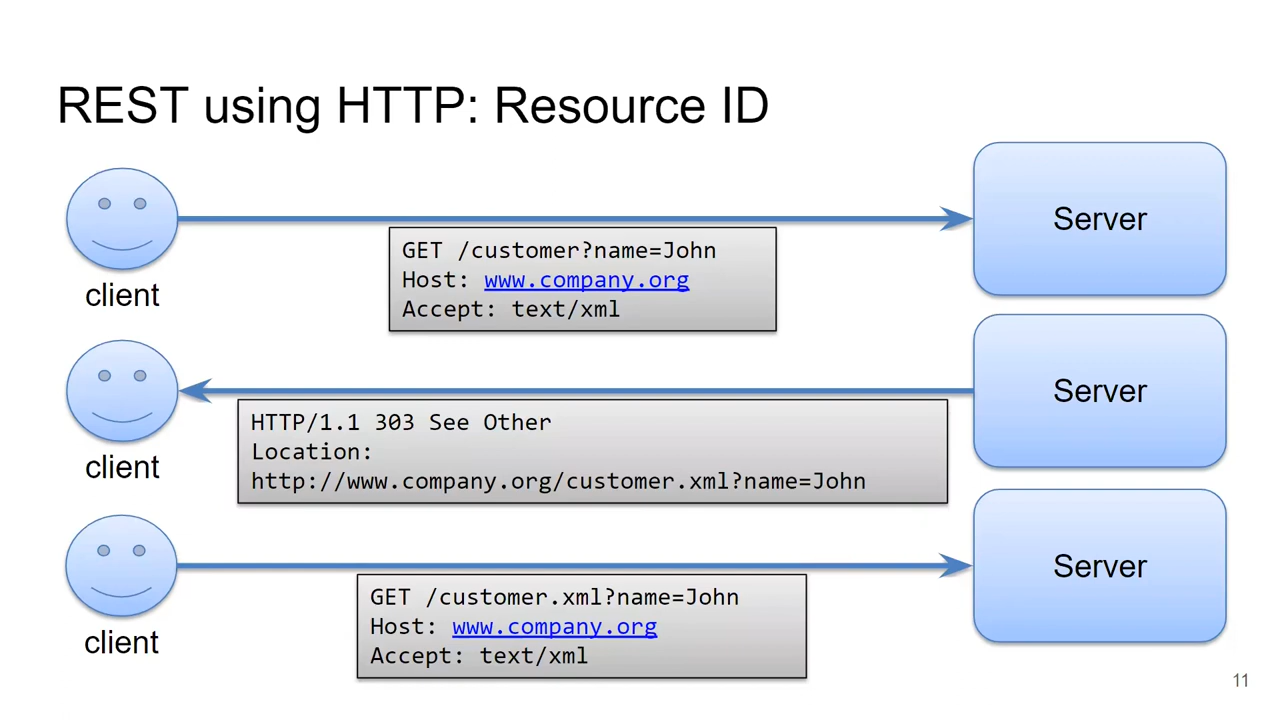 REST using HTTP: Resource ID
client
GET /customer?name=John
Host: www.company.org
Accept: text/xml
Server
client
HTTP/1.1 303 See Other
Location:
http://www.company.org/customer.xml?name=John
Server
client
GET /customer.xml?name=John
Host: www.company.org
Accept: text/xml
Server
11